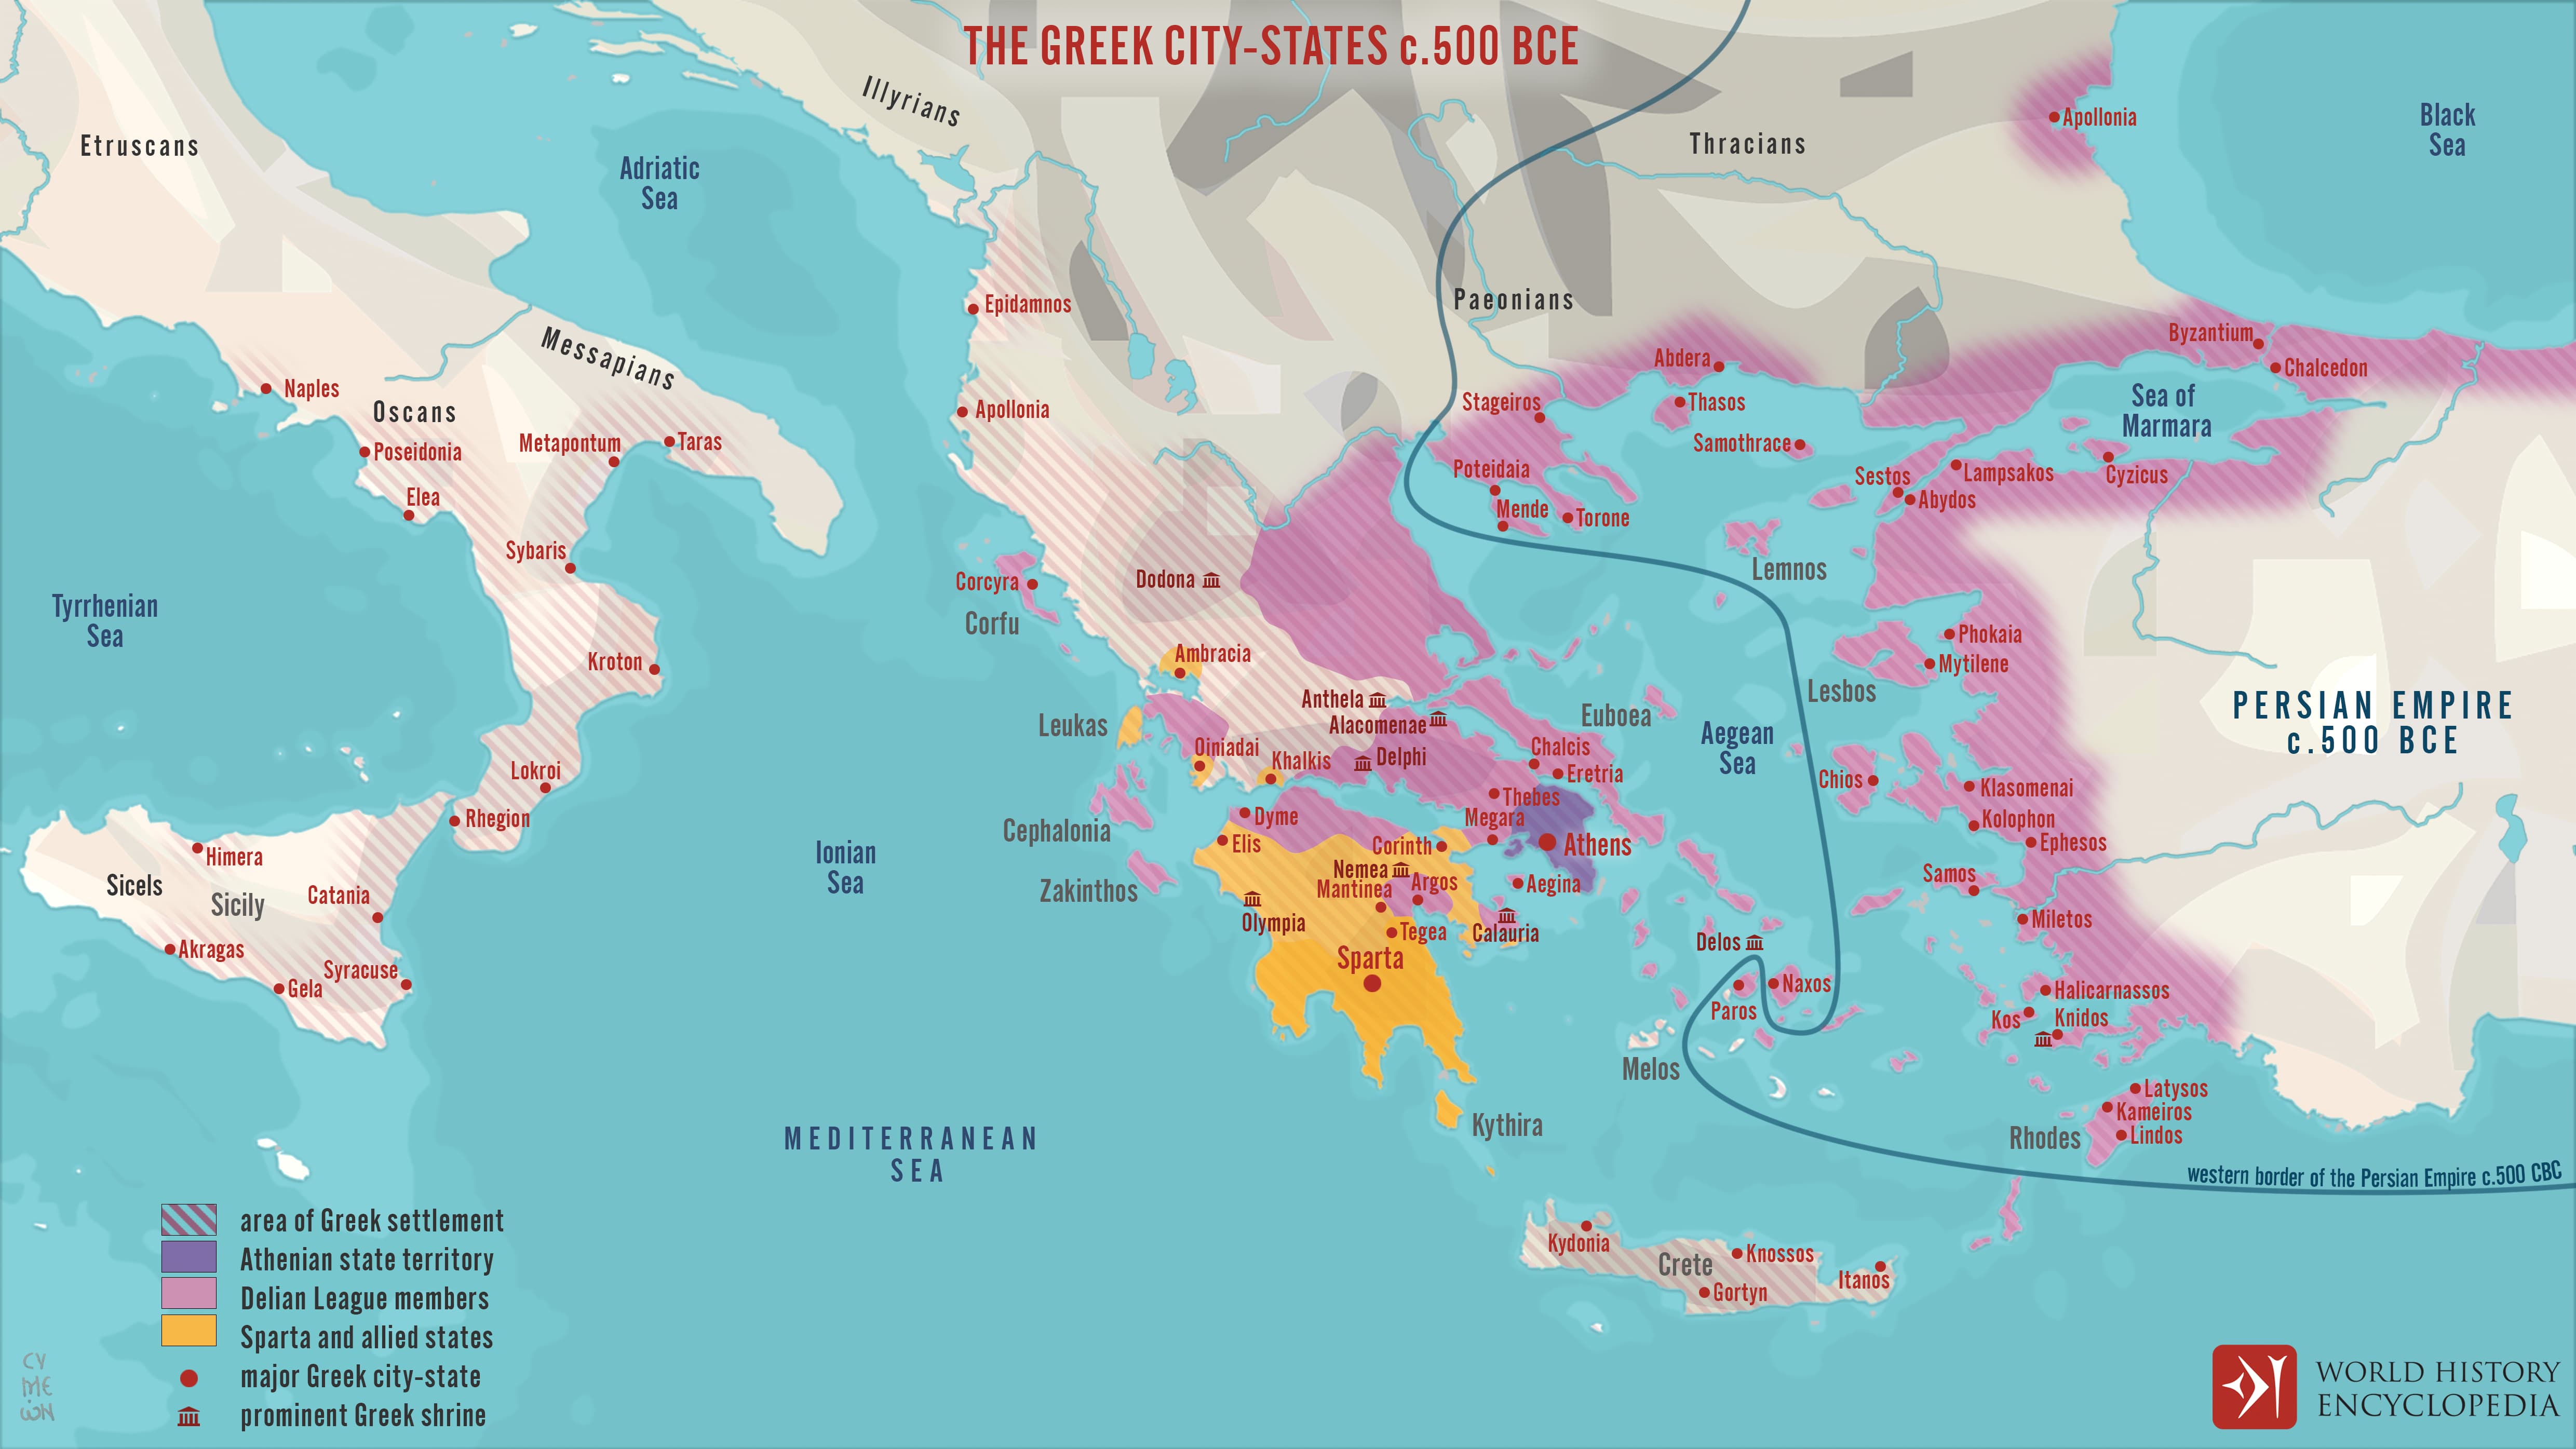 THE GREEK CITY-STATES c.500 BCE
Illyrians
Etruscans
Adriatic
Sea
Thracians
Apollonia
Black
Sea
Paeonians
Epidamnos
Messapians
Naples
Oscans
Poseidonia
Metapontum
Taras
Elea
Sybaris
Kroton
Tyrrhenian
Sea
Lokroi
Rhegion
Himera
Sicels
Sicily
Catania
Akragas
Syracuse
Gela
Apollonia
Corcyra
Corfu
Dodona
Ambracia
Leukas
Anthela
Alacomenae
Oiniadai
Khalkis
Delphi
Cephalonia
Zakinthos
Ionian
Sea
Dyme
Elis
Corinth
Nemea
Mantinea
Argos
Olympia
Tegea
Calauria
Sparta
Kythira
Abdera
Stageiros
Thasos
Samothrace
Poteidaia
Mende
Torone
Lemnos
Byzantium
Chalcedon
Sea of
Marmara
Sestos
Lampsakos
Cyzicus
Abydos
Phokaia
Mytilene
Lesbos
Euboea
Aegean
Sea
Chalcis
Eretria
Thebes
Megara
Athens
Aegina
Chios
Klasomenai
Kolophon
Ephesos
Samos
Miletos
Delos
Naxos
Paros
Melos
Halicarnassos
Kos
Knidos
Latysos
Kameiros
Lindos
Rhodes
PERSIAN EMPIRE
c.500 BCE
western border of the Persian Empire c.500 CBC
MEDITERRANEAN
SEA
Kydonia
Crete
Knossos
Gortyn
Itanos
area of Greek settlement
Athenian state territory
Delian League members
Sparta and allied states
major Greek city-state
prominent Greek shrine
CY
ME
WN
WORLD HISTORY
ENCYCLOPEDIA